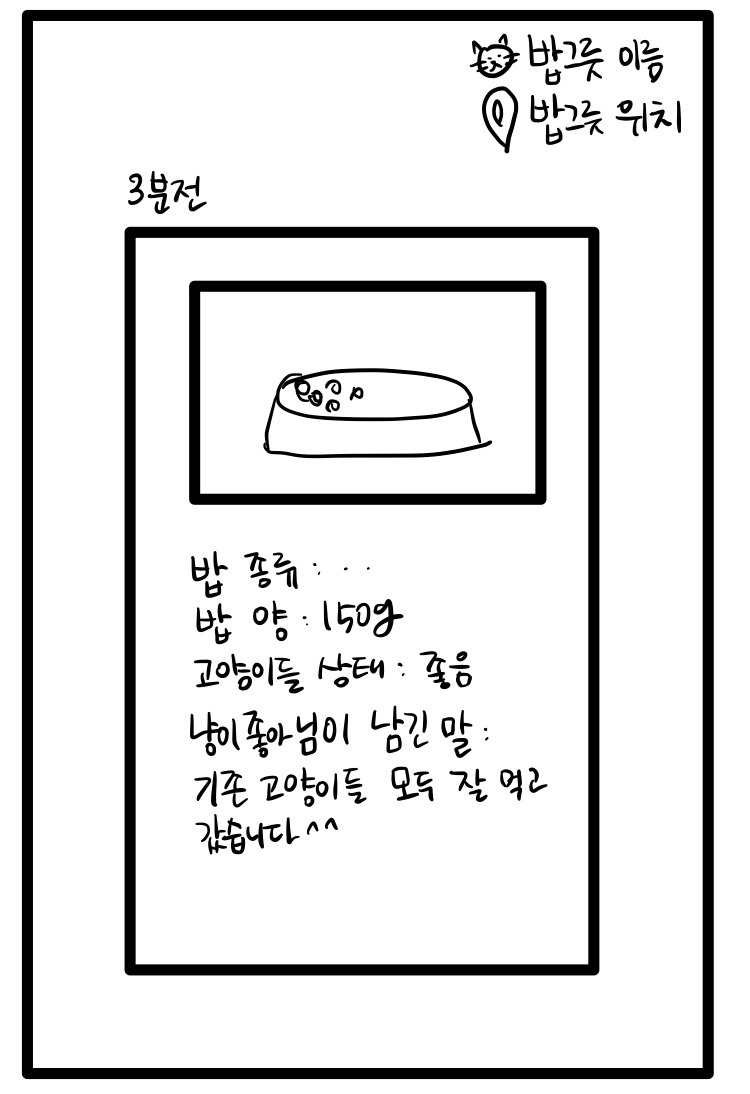 밥그릇 이름
밥그릇 위치
3분전
밥 종류 : . .
밥 양 : 150g
고양이들 상태 : 좋음
냥이좋아님이 남긴 말 :
기존 고양이들 모두 잘 먹고
갔습니다 ^^